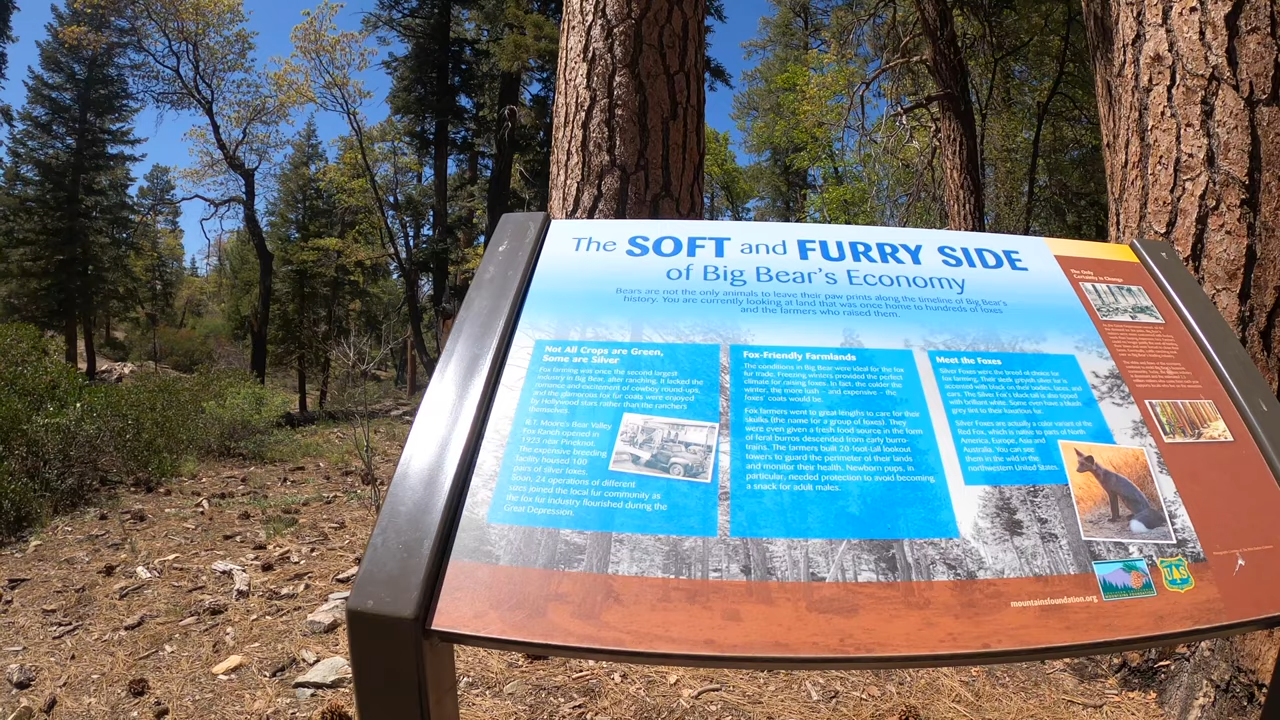 The SOFT and FURRY SIDE
of Big Bear's Economy
Bears are not the only animals to leave their paw prints along the timeline of Big Bear's
history. You are currently looking at land that was once home to hundreds of foxes
and the farmers who raised them.
Not All Crops are Green,
Some are Silver
Fox farming was once the second largest
industry in Big Bear, after ranching. It lacked the
romance and excitement of cowboy round-ups,
and the glamorous fox fur coats were enjoyed
by Hollywood stars rather than the ranchers
themselves.
B.T. Moore's Bear Valley
Fox Ranch opened in
1923 near Pineknot.
The expensive breeding
facility housed 100
pairs of silver foxes.
Soon, 24 operations of different
sizes joined the local fur community as
the fox fur industry flourished during the
Great Depression.
Fox-Friendly Farmlands
The conditions in Big Bear were ideal for the fox
fur trade. Freezing winters provided the perfect
climate for raising foxes. In fact, the colder the
winter, the more lush – and expensive – the
foxes' coats would be.
Fox farmers went to great lengths to care for their
skulks (the name for a group of foxes). They
were even given a fresh food source in the form
of feral burros descended from early burro-
trains. The farmers built 20-foot-tall lookout
towers to guard the perimeter of their lands
and monitor their health. Newborn pups, in
particular, needed protection to avoid becoming
a snack for adult males.
Meet the Foxes
Silver Foxes were the breed of choice for
fox farming. Their sleek greyish silver fur is
accented with black on their bodies, faces, and
ears. The Silver Fox's black tail is also tipped
with brilliant white. Some even have a bluish
grey tint to their luxurious fur.
Silver Foxes are actually a color variant of the
Red Fox, which is native to parts of North
America, Europe, Asia and
Australia. You can see
them in the wild in the
northwestern United States.
The Only
Certainty is Change
mountainsfoundation.org
UAS